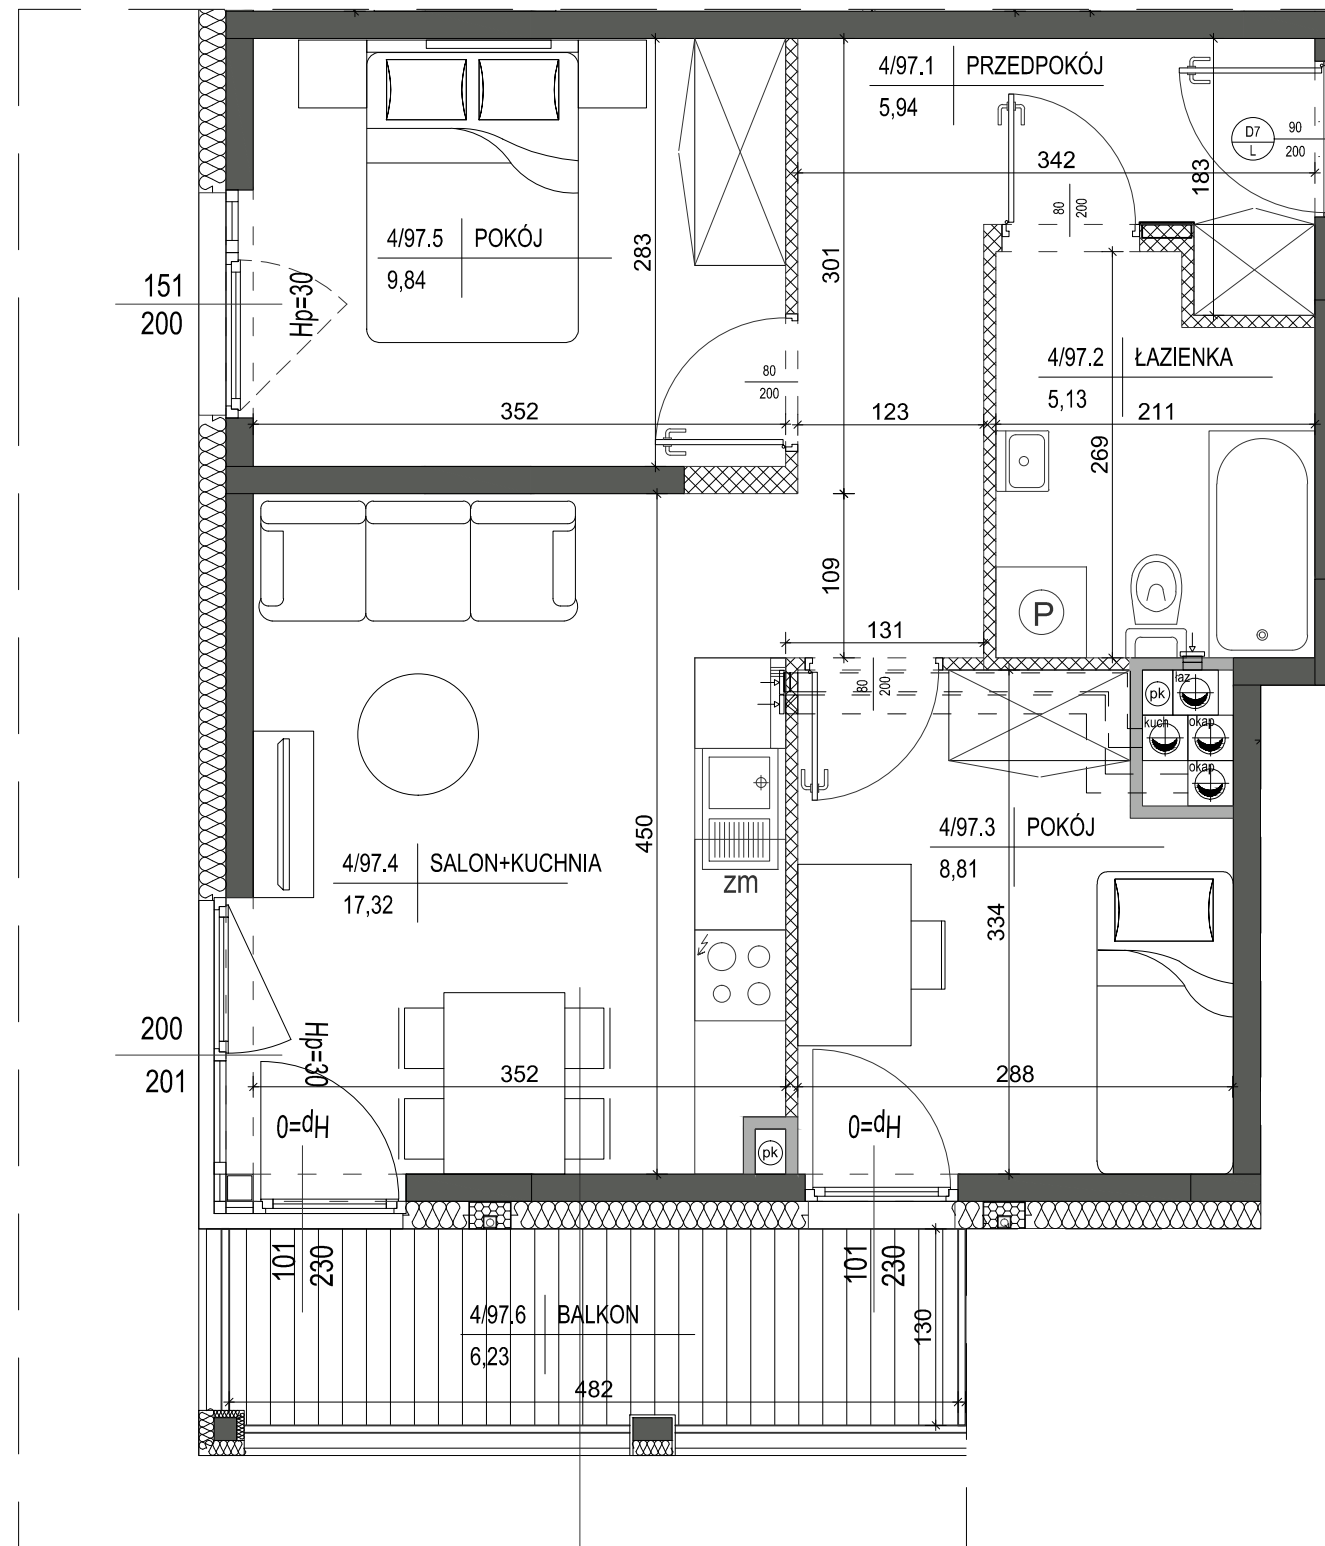 4/97.1 PRZEDPOKÓJ
5,94
D7
L
90
200
342
183
80
200
4/97.5 POKÓJ
9,84
283
301
151
200
Hp=30
80
200
4/97.2 ŁAZIENKA
5,13
352
123
211
269
109
P
131
80
200
łaz
pk
kuch
okap
okap
450
4/97.4 SALON+KUCHNIA
17,32
zm
4/97.3 POKÓJ
8,81
334
200
201
Hp=30
352
288
Hp=0
Hp=0
pk
101
230
101
230
4/97.6 BALKON
6,23
130
482